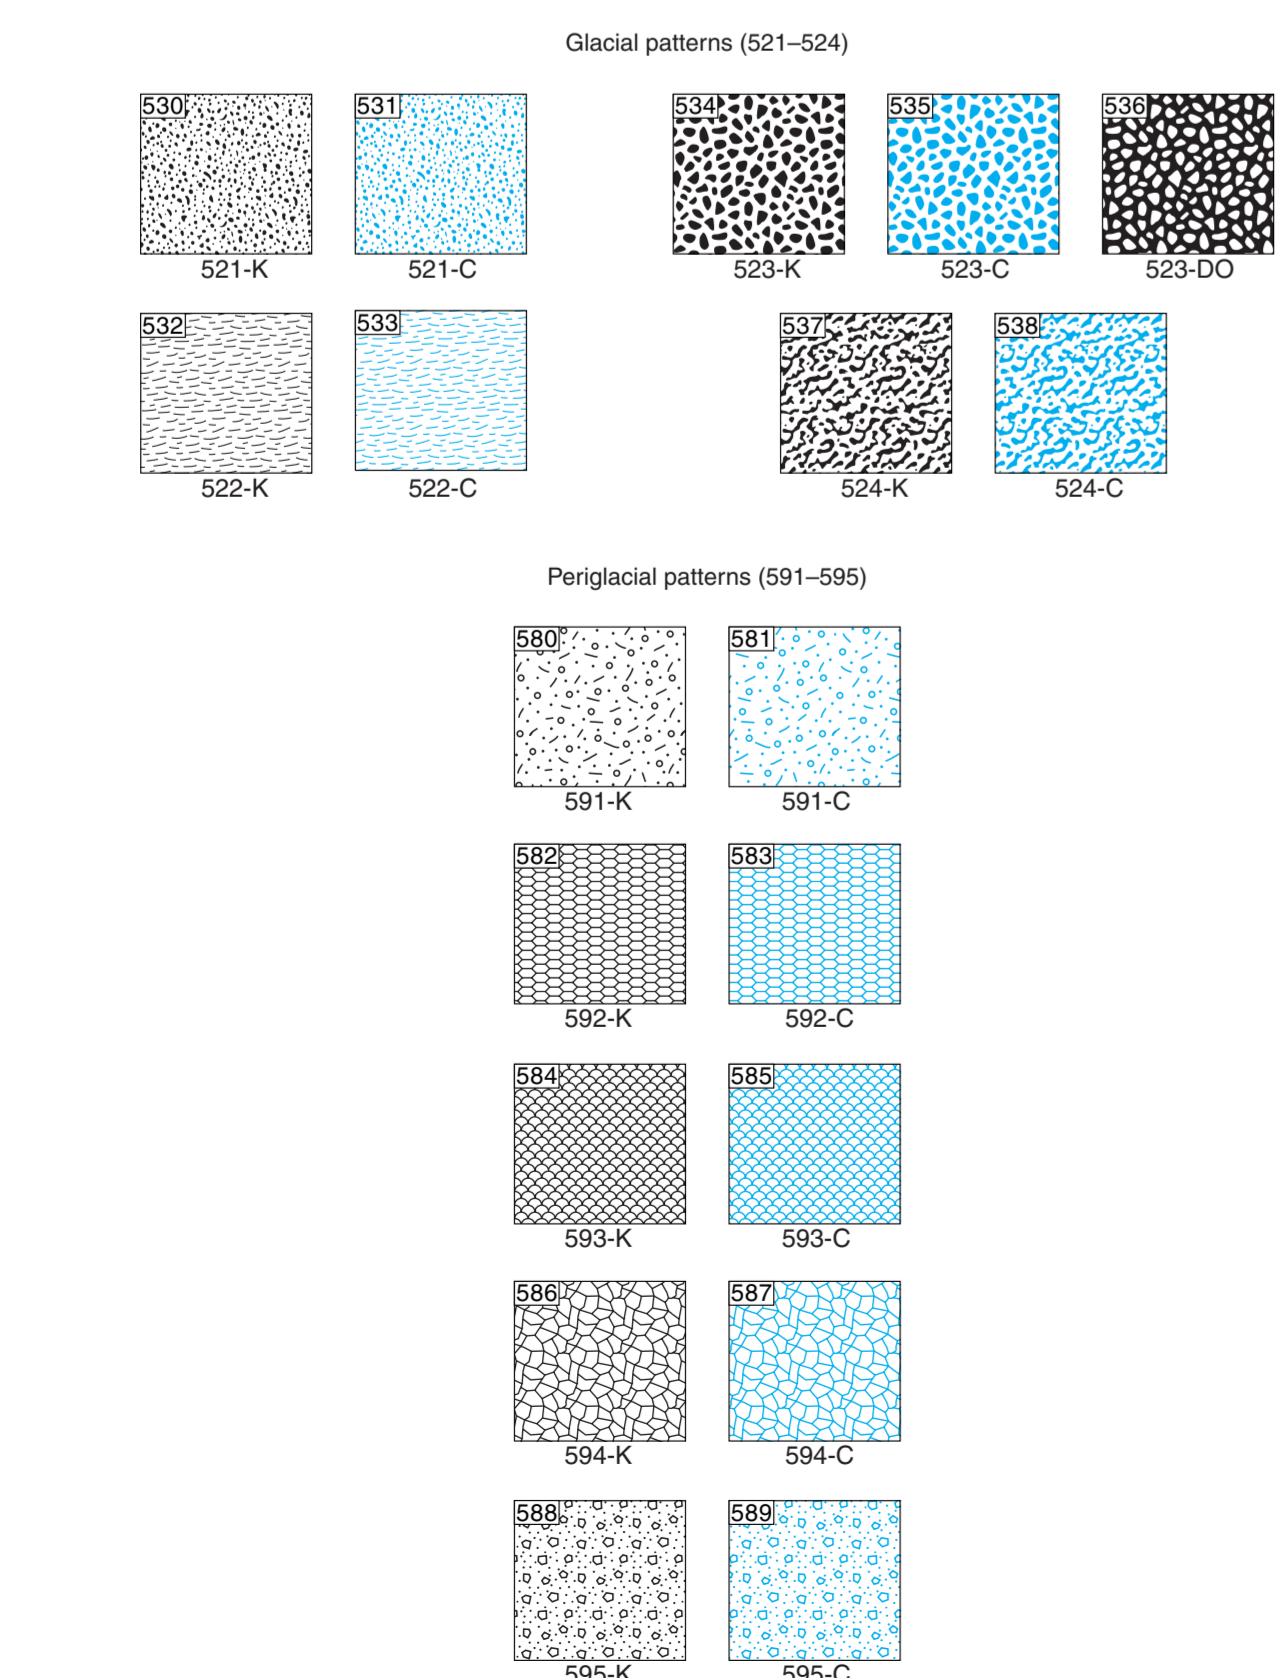 Glacial patterns (521–524)
530 531 534 535 536
521-K 521-C 523-K 523-C 523-DO
532 533 537 538
522-K 522-C 524-K 524-C
Periglacial patterns (591–595)
580 581
591-K 591-C
582 583
592-K 592-C
584 585
593-K 593-C
586 587
594-K 594-C
588 589
595-K 595-C